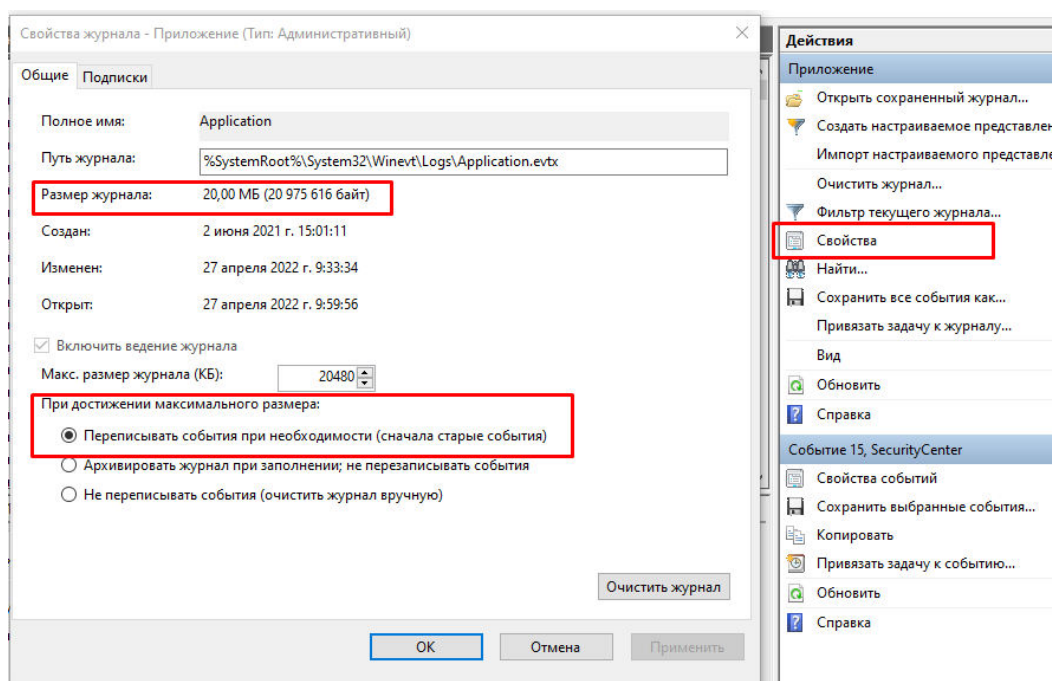 Свойства журнала - Приложение (Тип: Административный)
Общие
Подписки
Полное имя:
Application
Путь журнала:
%SystemRoot%\System32\Winevt\Logs\Application.evtx
Размер журнала:
20,00 МБ (20 975 616 байт)
Создан:
2 июня 2021 г. 15:01:11
Изменен:
27 апреля 2022 г. 9:33:34
Открыт:
27 апреля 2022 г. 9:59:56
Включить ведение журнала
Макс. размер журнала (КБ):
20480
При достижении максимального размера:
Переписывать события при необходимости (сначала старые события)
Архивировать журнал при заполнении; не перезаписывать события
Не переписывать события (очистить журнал вручную)
Очистить журнал
ОК
Отмена
Применить
Действия
Приложение
Открыть сохраненный журнал...
Создать настраиваемое представлен
Импорт настраиваемого представле
Очистить журнал...
Фильтр текущего журнала...
Свойства
Найти...
Сохранить все события как...
Привязать задачу к журналу...
Вид
Обновить
Справка
Событие 15, SecurityCenter
Свойства событий
Сохранить выбранные события...
Копировать
Привязать задачу к событию...
Обновить
Справка